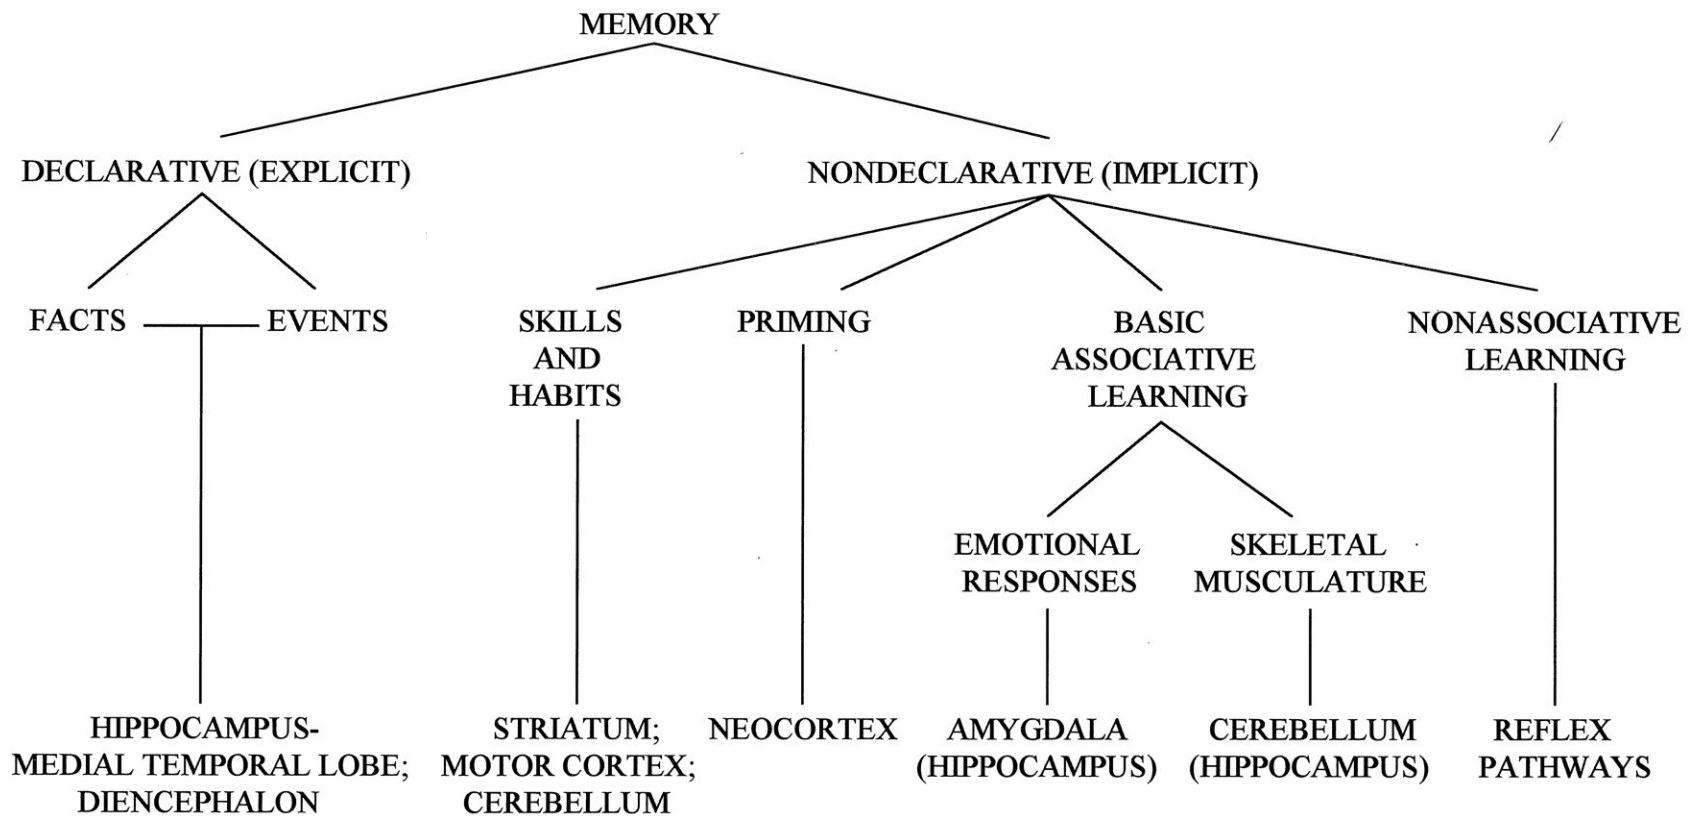 MEMORY
DECLARATIVE (EXPLICIT)
NONDECLARATIVE (IMPLICIT)
FACTS
EVENTS
SKILLS
AND
HABITS
PRIMING
BASIC
ASSOCIATIVE
LEARNING
NONASSOCIATIVE
LEARNING
EMOTIONAL
RESPONSES
SKELETAL
MUSCULATURE
HIPPOCAMPUS-
MEDIAL TEMPORAL LOBE;
DIENCEPHALON
STRIATUM;
MOTOR CORTEX;
CEREBELLUM
NEOCORTEX
AMYGDALA
(HIPPOCAMPUS)
CEREBELLUM
(HIPPOCAMPUS)
REFLEX
PATHWAYS